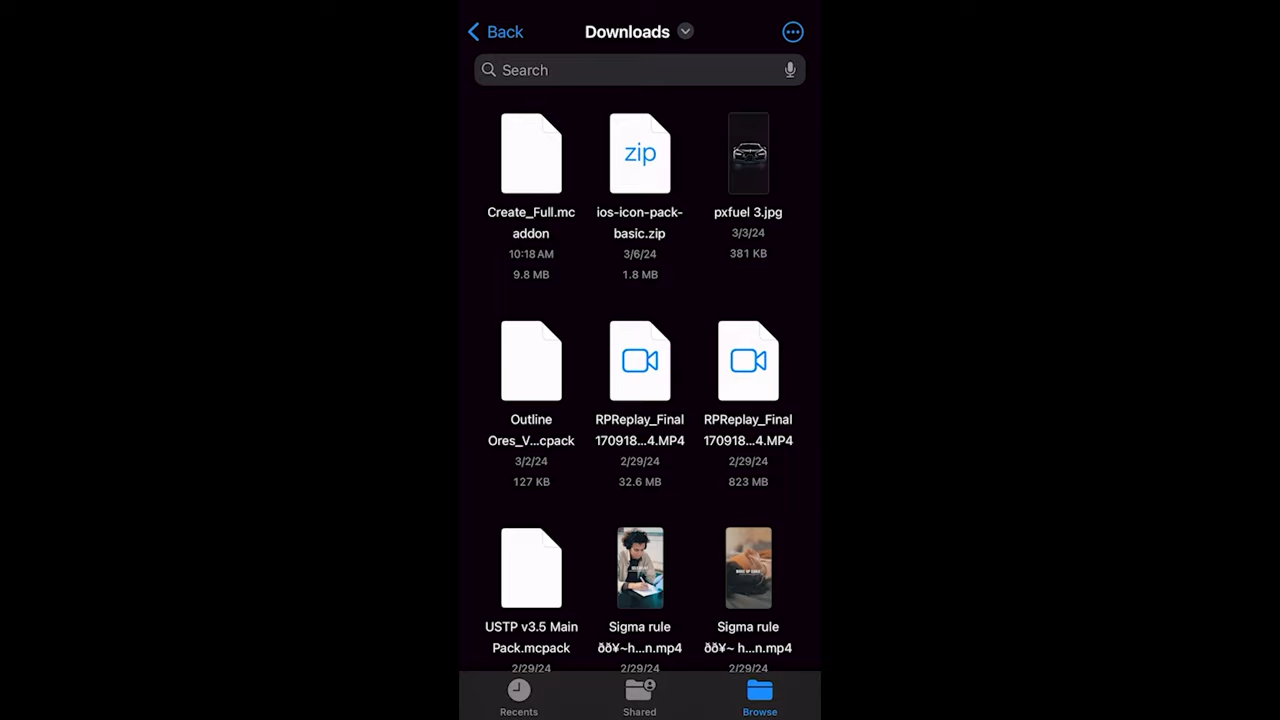 Back
Downloads
Search
zip
Create_Full.mc
addon
10:18 AM
9.8 MB
ios-icon-pack-
basic.zip
3/6/24
1.8 MB
pxfuel 3.jpg
3/3/24
381 KB
Outline
Ores_V...cpack
3/2/24
127 KB
RPReplay_Final
170918...4.MP4
2/29/24
32.6 MB
RPReplay_Final
170918...4.MP4
2/29/24
823 MB
USTP v3.5 Main
Pack.mcpack
2/29/24
Sigma rule
ðð¥~h...n.mp4
2/29/24
Sigma rule
ðð¥~ h...n.mp4
2/29/24
Recents
Shared
Browse